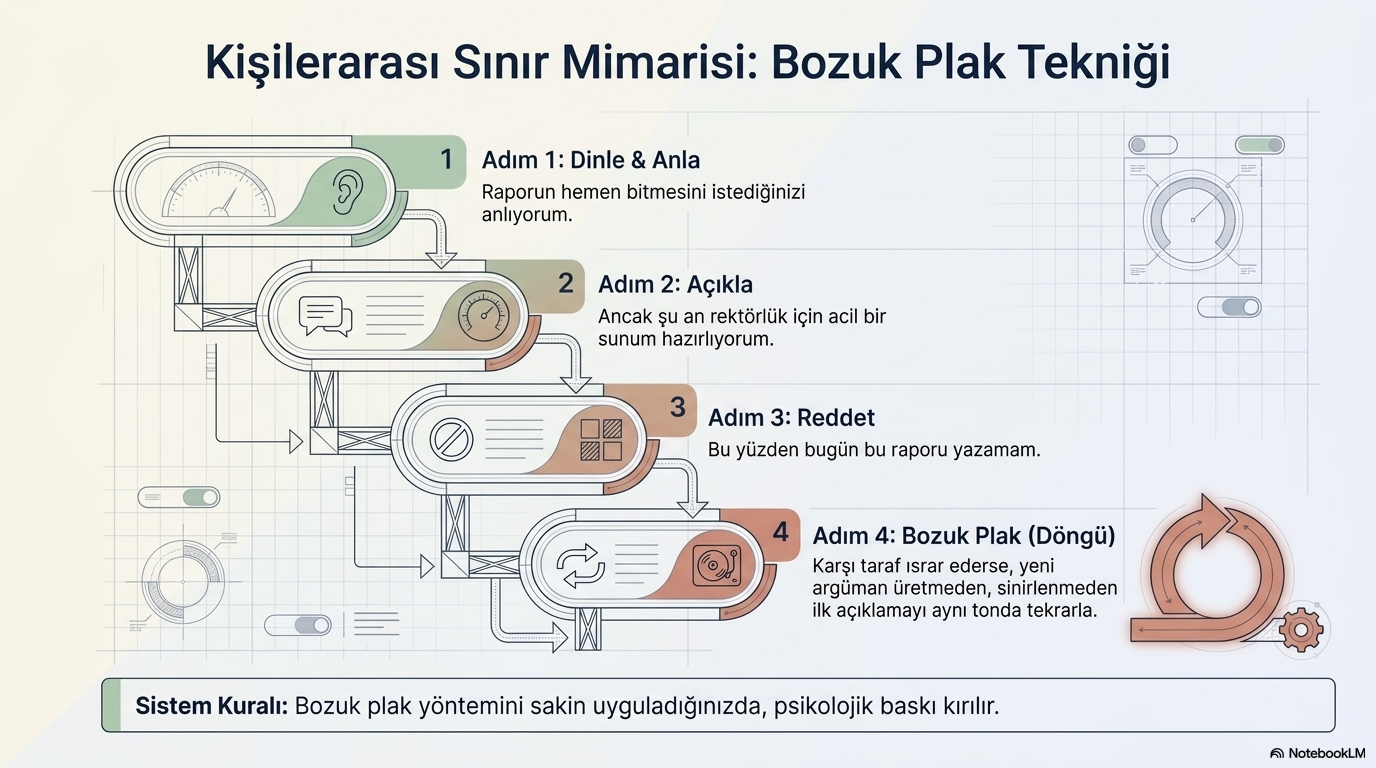 Kişilerarası Sınır Mimarisi: Bozuk Plak Tekniği
1
Adım 1: Dinle & Anla
Raporun hemen bitmesini istediğinizi
anlıyorum.
2
Adım 2: Açıkla
Ancak şu an rektörlük için acil bir
sunum hazırlıyorum.
3
Adım 3: Reddet
Bu yüzden bugün bu raporu yazamam.
4
Adım 4: Bozuk Plak (Döngü)
Karşı taraf ısrar ederse, yeni
argüman üretmeden, sinirlenmeden
ilk açıklamayı aynı tonda tekrarla.
Sistem Kuralı: Bozuk plak yöntemini sakin uyguladığınızda, psikolojik baskı kırılır.
NotebookLM